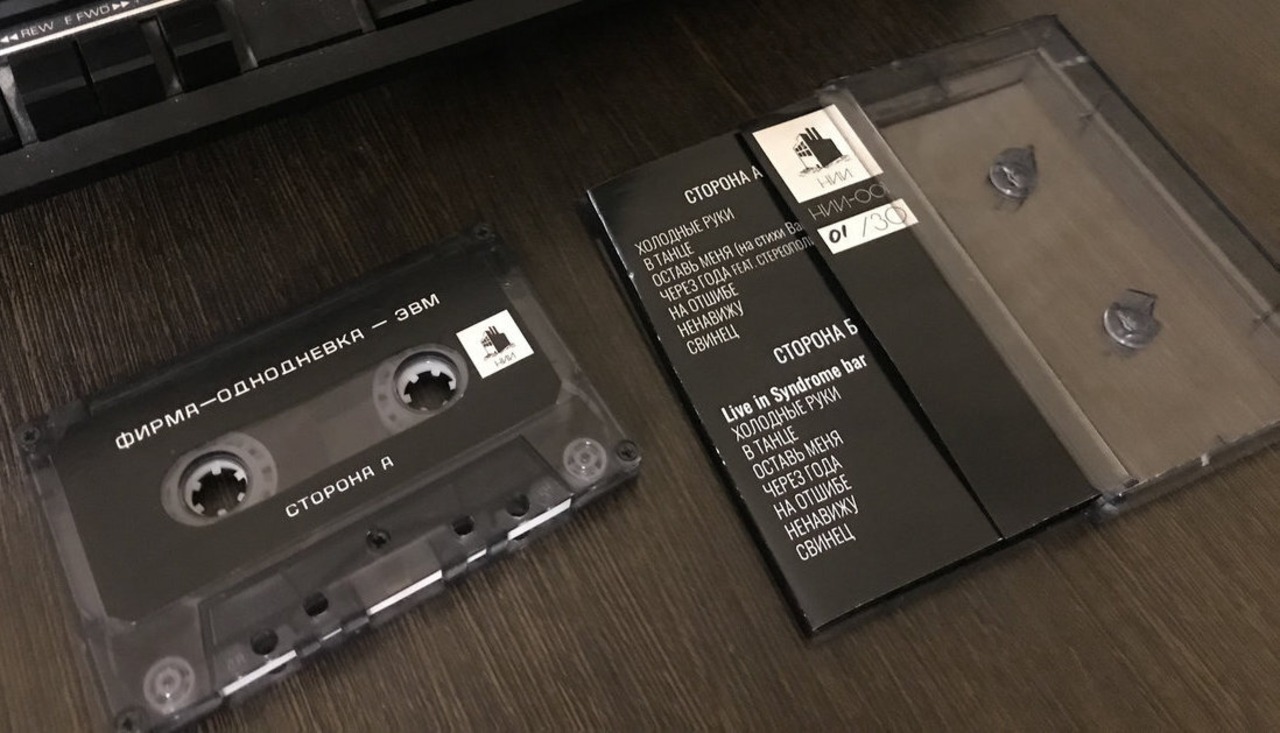 ◄◄ REW F FWD ►►
ФИРМА—ОДНОДНЕВКА — ЭВМ
НИИ
СТОРОНА А
СТОРОНА А
ХОЛОДНЫЕ РУКИ
В ТАНЦЕ
ОСТАВЬ МЕНЯ (на стихи
ЧЕРЕЗ ГОДА FEAT.
НА ОТШИБЕ
НЕНАВИЖУ
СВИНЕЦ
СТОРОНА Б
Live in Syndrome bar
ХОЛОДНЫЕ РУКИ
В ТАНЦЕ
ОСТАВЬ МЕНЯ
ЧЕРЕЗ ГОДА
НА ОТШИБЕ
НЕНАВИЖУ
СВИНЕЦ
НИИ
01 /30